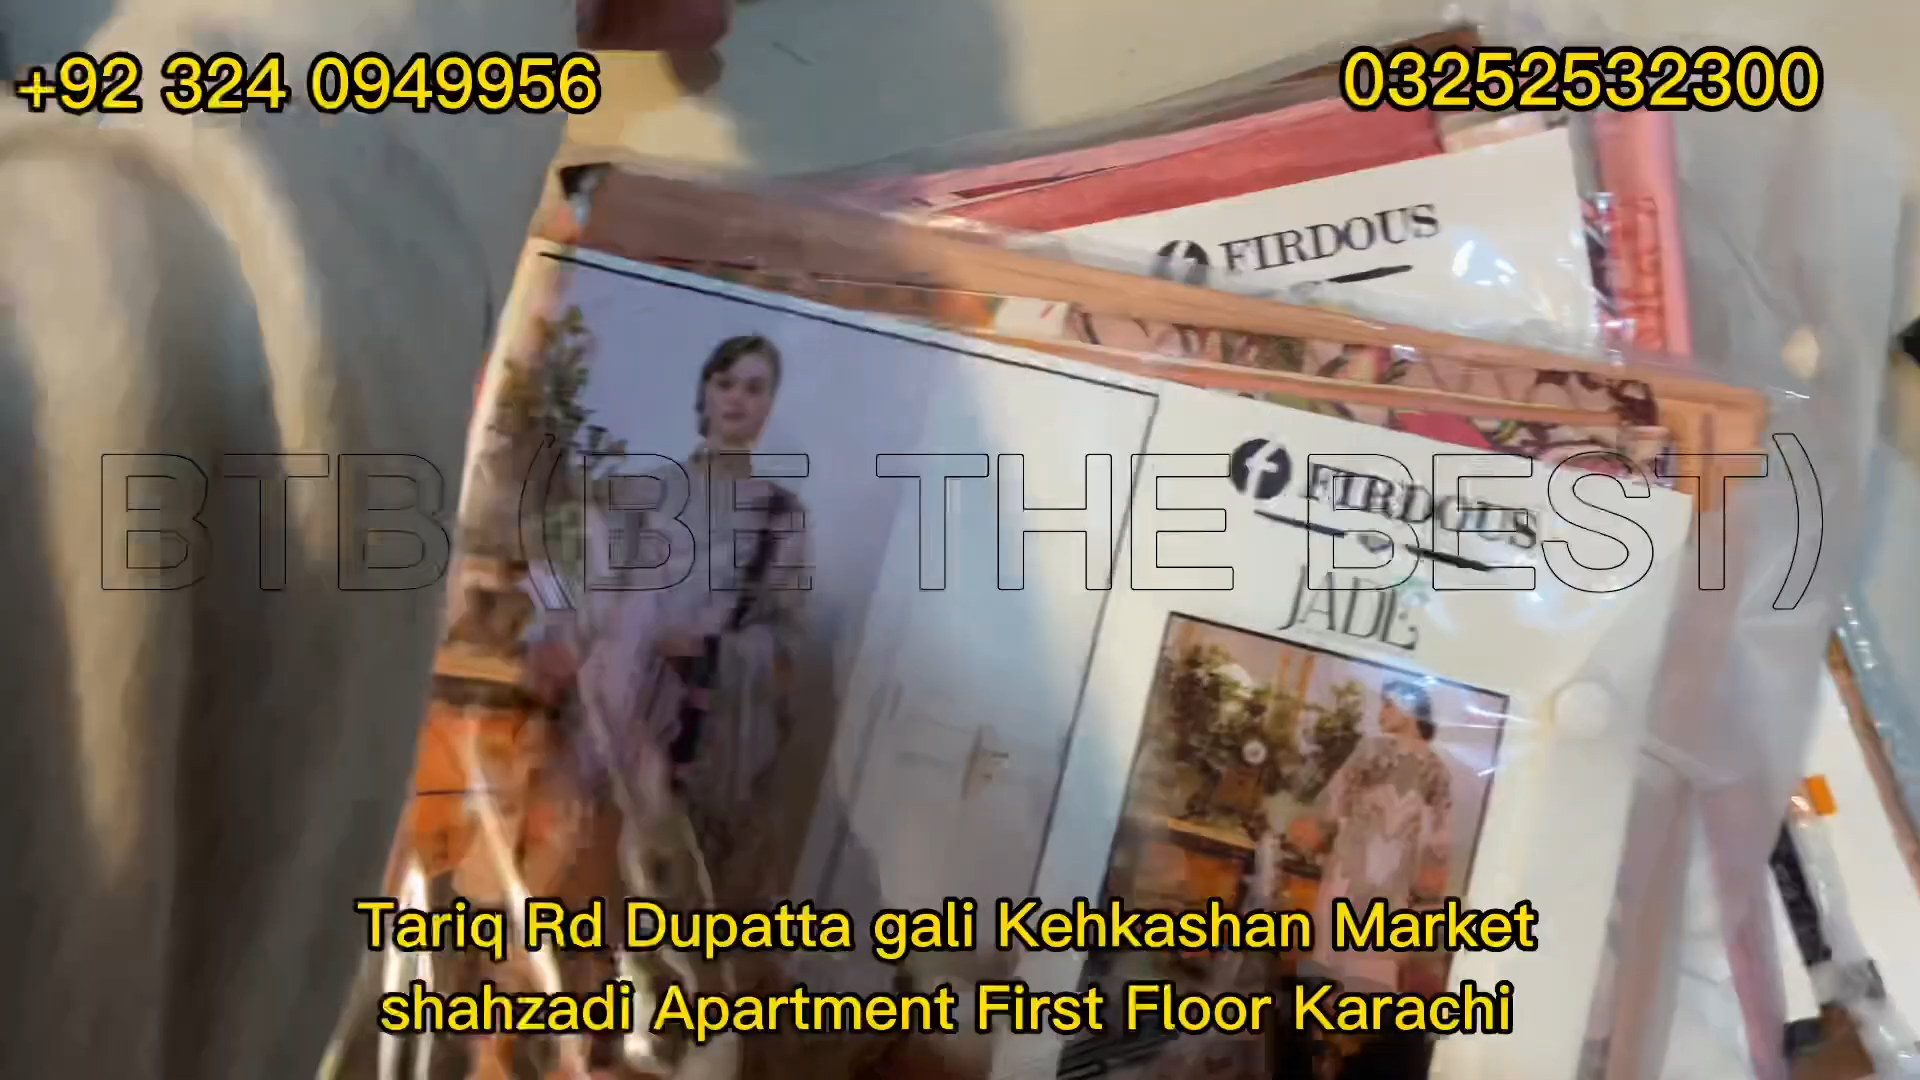 +92 324 0949956
03252532300
FIRDOUS
BTB (BE THE BEST)
FIRDOUS
JADE
Tariq Rd Dupatta gali Kehkashan Market
shahzadi Apartment First Floor Karachi